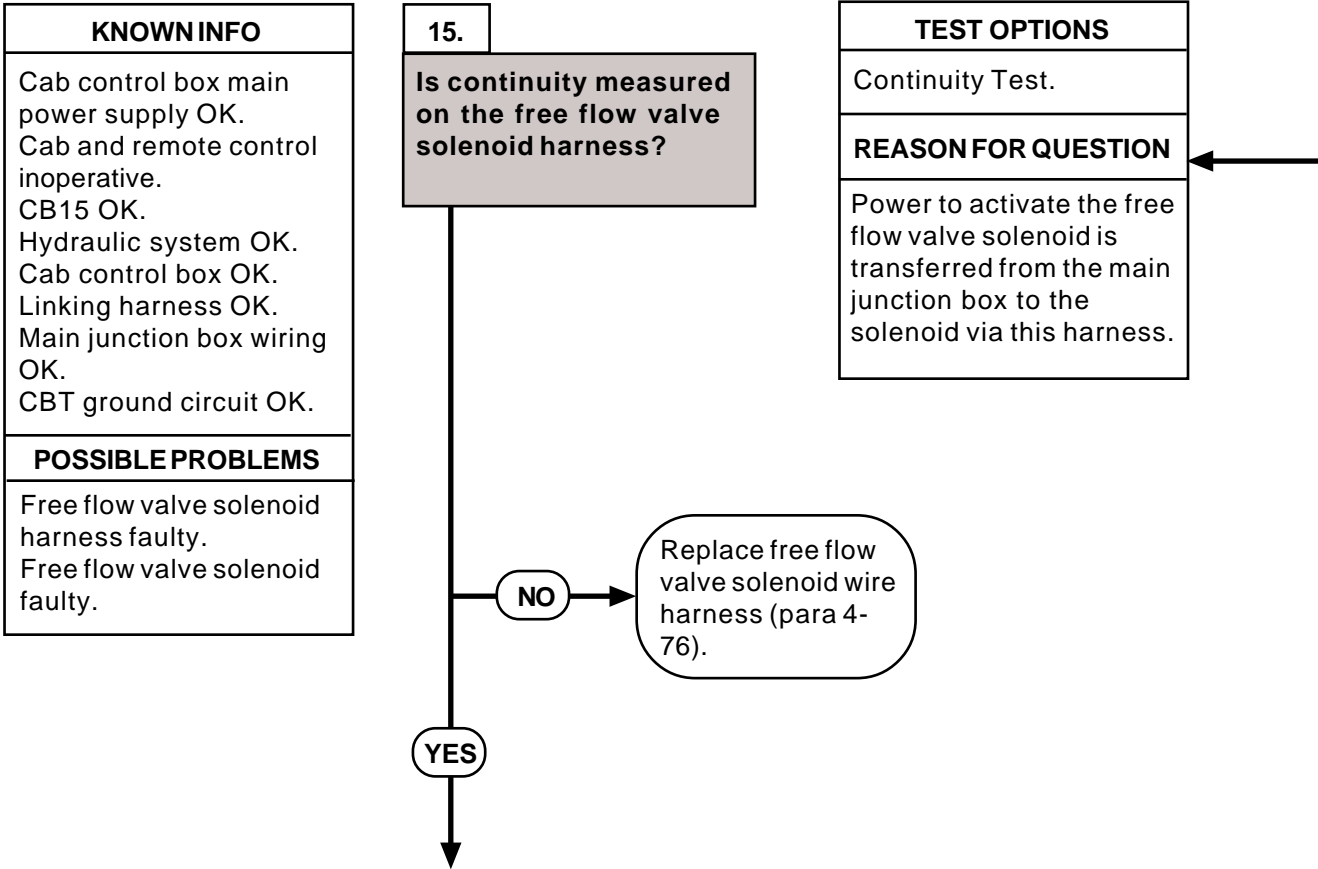 KNOWN INFO
Cab control box main
power supply OK.
Cab and remote control
inoperative.
CB15 OK.
Hydraulic system OK.
Cab control box OK.
Linking harness OK.
Main junction box wiring
OK.
CBT ground circuit OK.
POSSIBLE PROBLEMS
Free flow valve solenoid
harness faulty.
Free flow valve solenoid
faulty.
15.
Is continuity measured
on the free flow valve
solenoid harness?
NO
Replace free flow
valve solenoid wire
harness (para 4-
76).
YES
TEST OPTIONS
Continuity Test.
REASON FOR QUESTION
Power to activate the free
flow valve solenoid is
transferred from the main
junction box to the
solenoid via this harness.